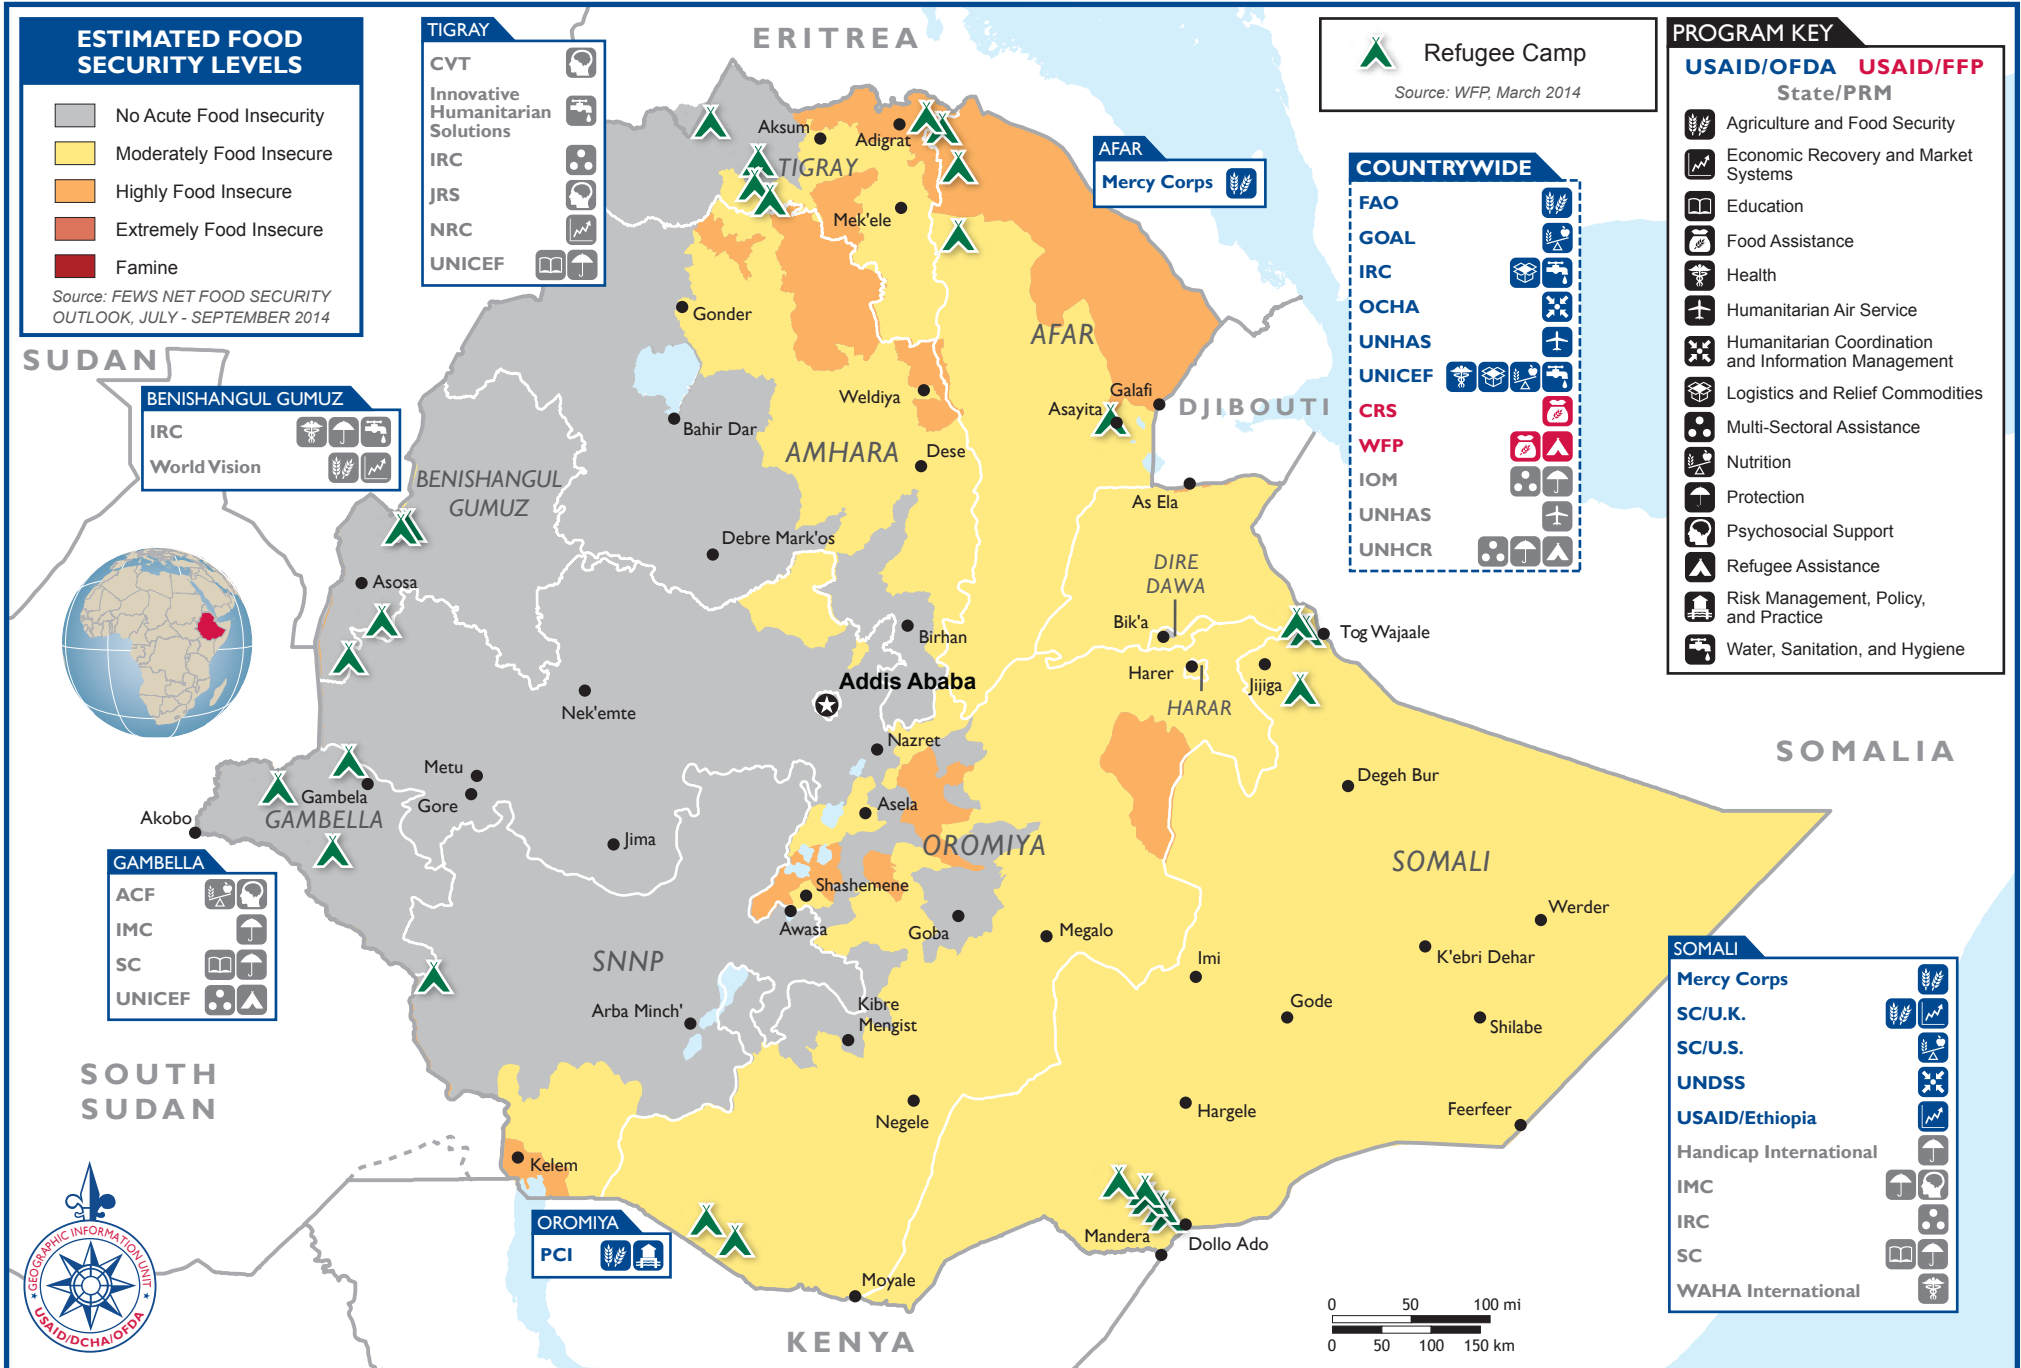 ESTIMATED FOOD
SECURITY LEVELS
No Acute Food Insecurity
Moderately Food Insecure
Highly Food Insecure
Extremely Food Insecure
Famine
Source: FEWS NET FOOD SECURITY
OUTLOOK, JULY - SEPTEMBER 2014
TIGRAY
CVT
Innovative
Humanitarian
Solutions
IRC
JRS
NRC
UNICEF
ERITREA
Refugee Camp
Source: WFP, March 2014
PROGRAM KEY
USAID/OFDA USAID/FFP
State/PRM
Agriculture and Food Security
Economic Recovery and Market
Systems
Education
Food Assistance
Health
Humanitarian Air Service
Humanitarian Coordination
and Information Management
Logistics and Relief Commodities
Multi-Sectoral Assistance
Nutrition
Protection
Psychosocial Support
Refugee Assistance
Risk Management, Policy,
and Practice
Water, Sanitation, and Hygiene
AFAR
Mercy Corps
COUNTRYWIDE
FAO
GOAL
IRC
OCHA
UNHAS
UNICEF
CRS
WFP
IOM
UNHAS
UNHCR
Aksum
Adigrat
TIGRAY
Mek'ele
SUDAN
Gonder
AFAR
BENISHANGUL GUMUZ
IRC
World Vision
Weldiya
Galafi
Asayita
DJIBOUTI
Bahir Dar
AMHARA
Dese
BENISHANGUL
GUMUZ
As Ela
Debre Mark'os
DIRE
DAWA
Asosa
Bik'a
Birhan
Tog Wajaale
Addis Ababa
Harer
Jijiga
HARAR
Nek'emte
Nazret
SOMALIA
Metu
Gore
Gambela
GAMBELLA
Akobo
Degeh Bur
Asela
Jima
OROMIYA
SOMALI
GAMBELLA
ACF
IMC
SC
UNICEF
Shashemene
Awasa
Goba
Megalo
Werder
K'ebri Dehar
SNNP
Imi
Gode
Shilabe
Arba Minch'
Kibre
Mengist
SOMALI
Mercy Corps
SC/U.K.
SC/U.S.
UNDSS
USAID/Ethiopia
Handicap International
IMC
IRC
SC
WAHA International
SOUTH
SUDAN
Negele
Hargele
Feerfeer
Kelem
OROMIYA
PCI
Mandera
Dollo Ado
Moyale
KENYA
GEOGRAPHIC INFORMATION UNIT
USAID/DCHA/OFDA
0 50 100 mi
0 50 100 150 km